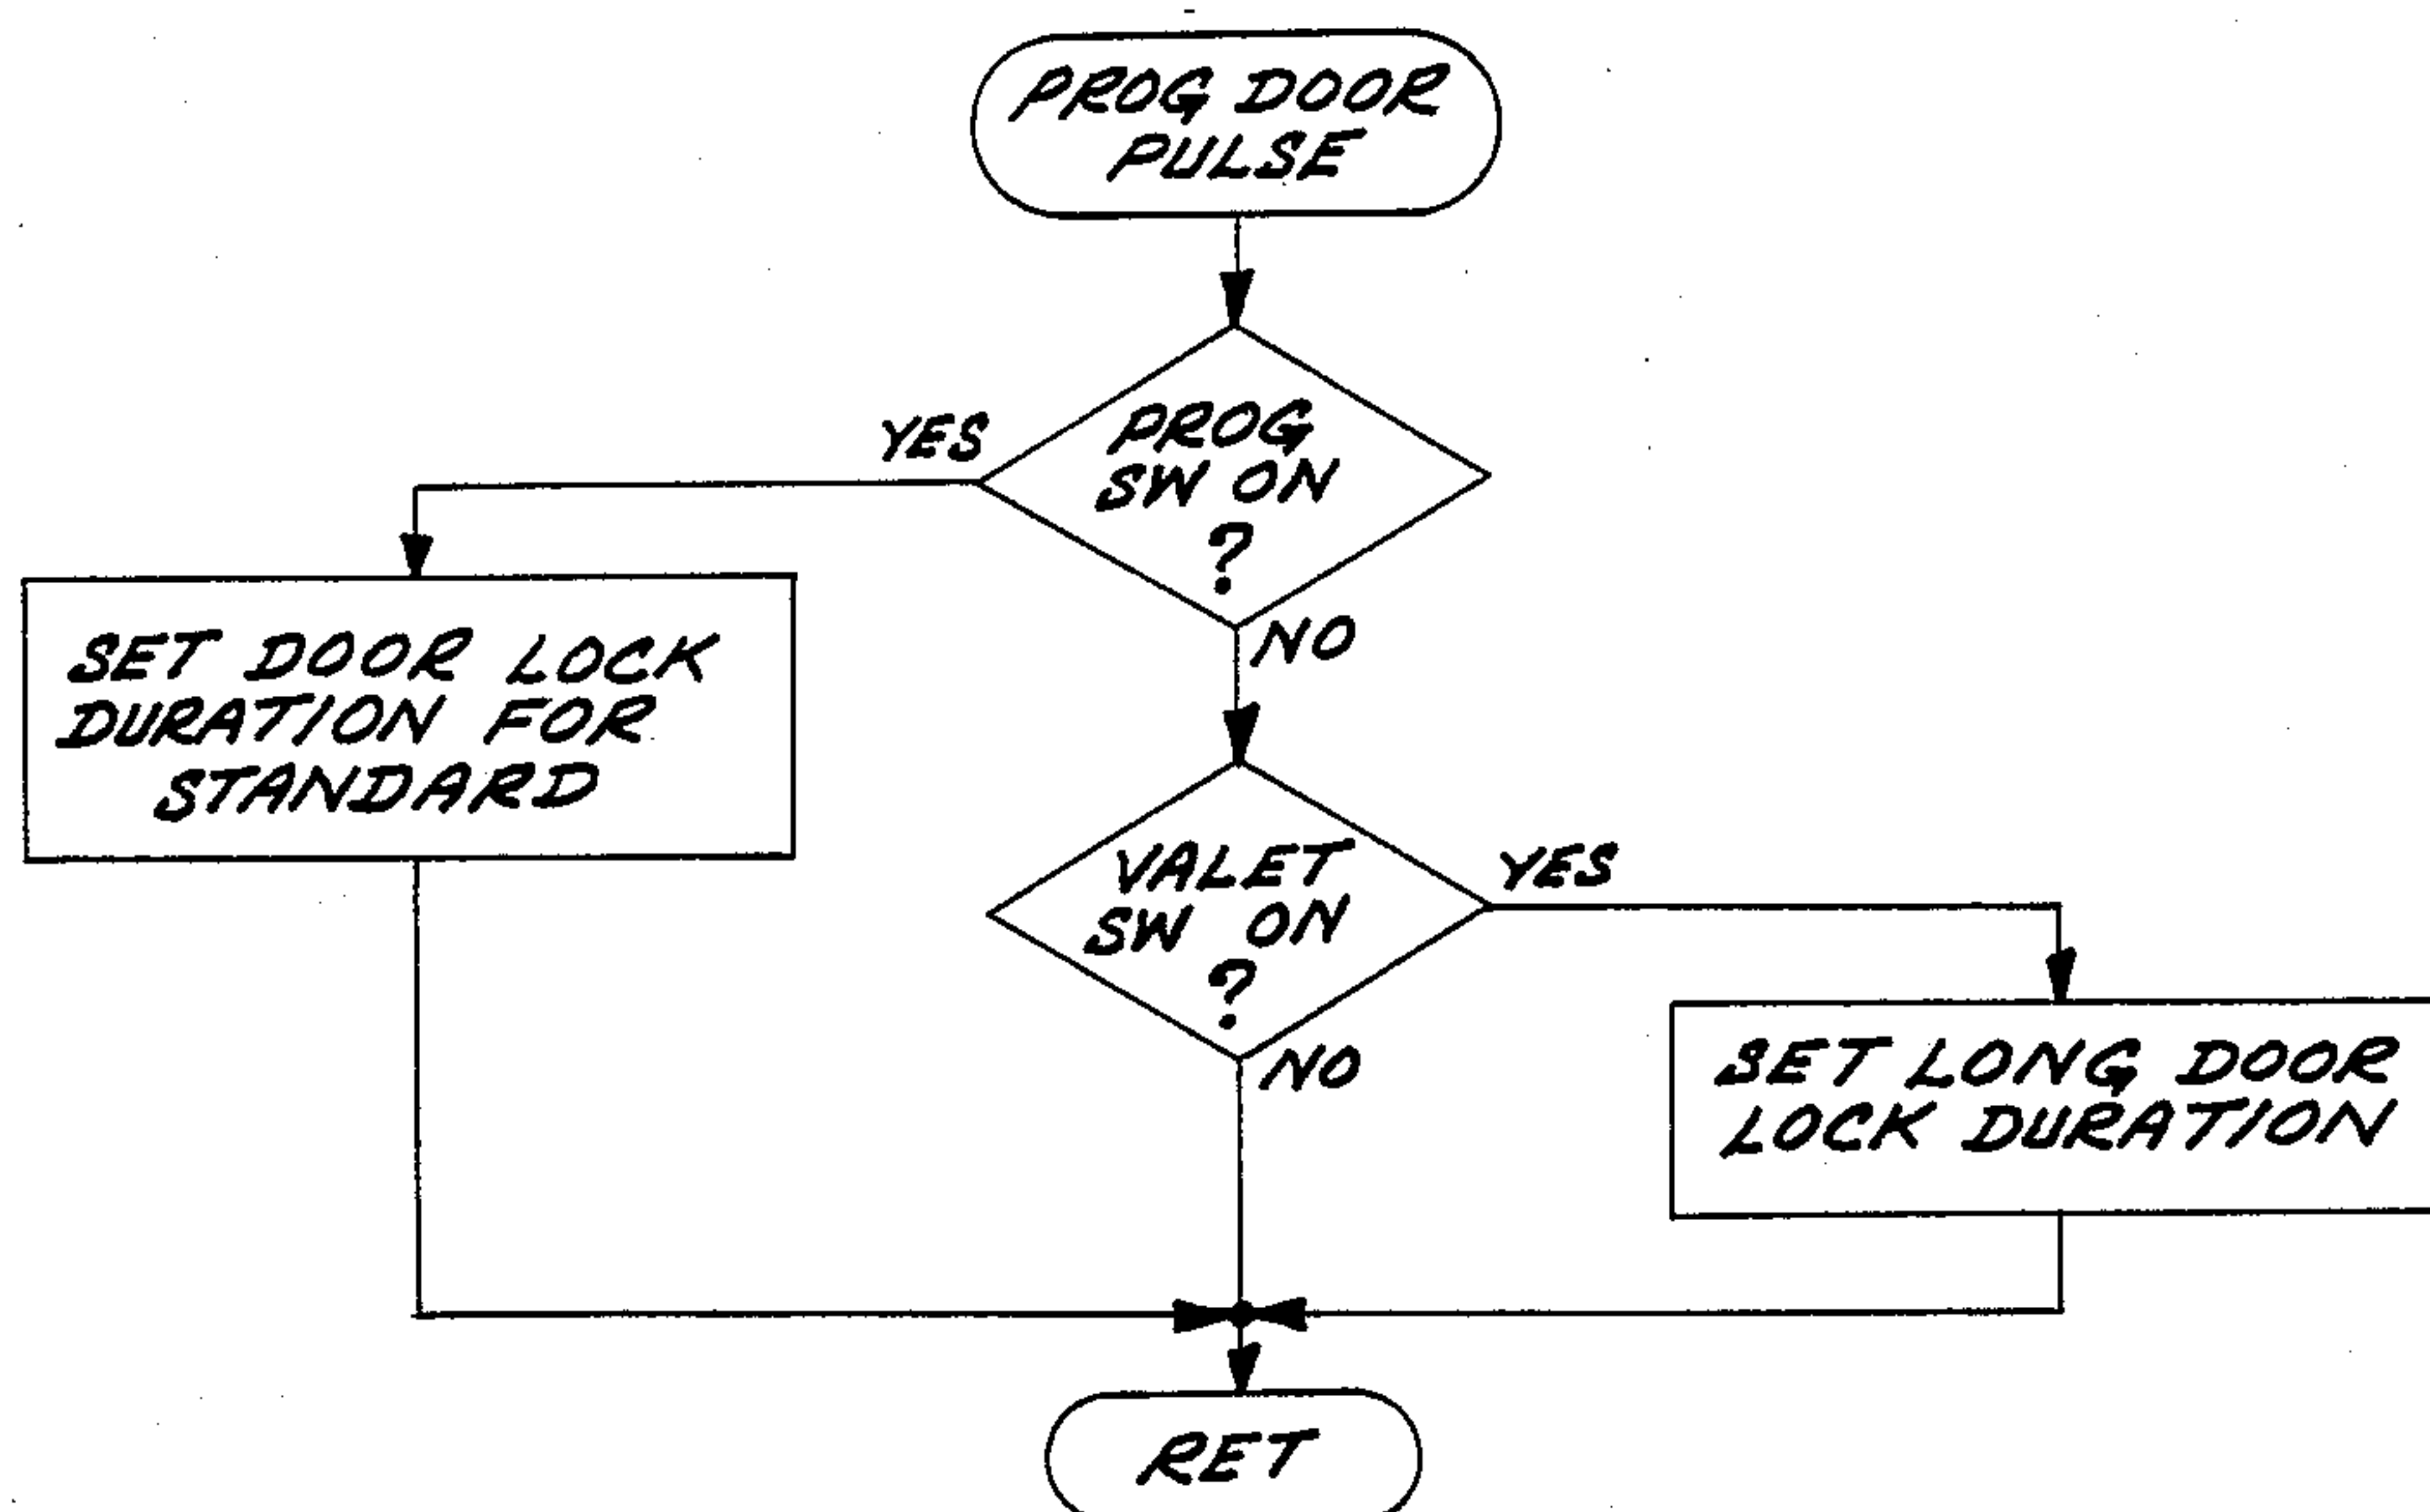 PROG DOOR
PULSE
YES
PROG
SW ON
?
NO
SET DOOR LOCK
DURATION FOR
STANDARD
VALET
SW ON
?
YES
NO
SET LONG DOOR
LOCK DURATION
RET